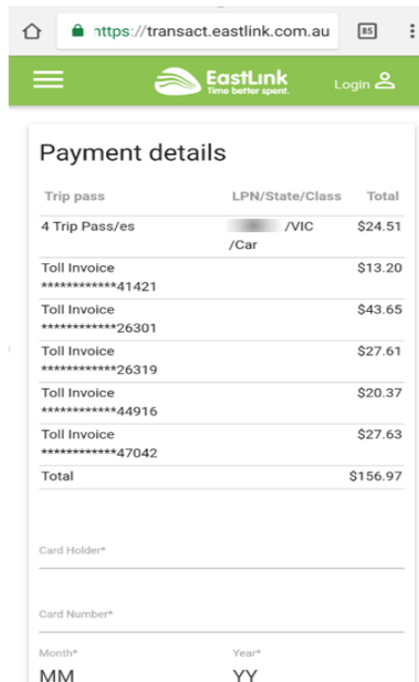 https://transact.eastlink.com.au
85
EastLink
Time better spent.
Login
Payment details
Trip pass LPN/State/Class Total
4 Trip Pass/es /VIC $24.51
/Car
Toll Invoice $13.20
************41421
Toll Invoice $43.65
************26301
Toll Invoice $27.61
************26319
Toll Invoice $20.37
************44916
Toll Invoice $27.63
************47042
Total $156.97
Card Holder*
Card Number*
Month* Year*
MM YY